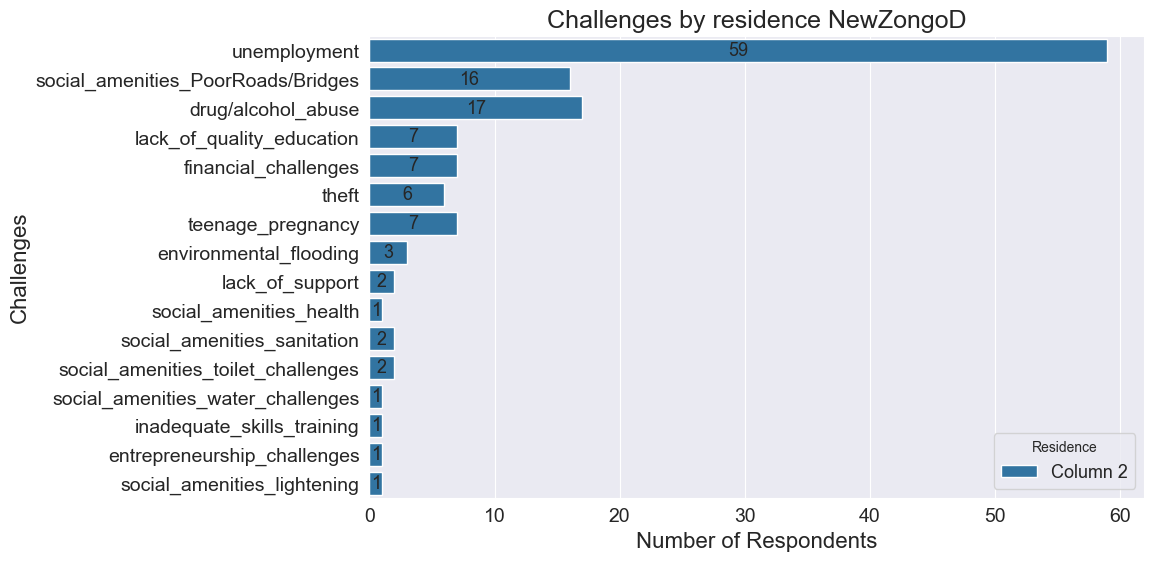 Challenges by residence NewZongoD
Challenges
unemployment 59
social_amenities_PoorRoads/Bridges 16
drug/alcohol_abuse 17
lack_of_quality_education 7
financial_challenges 7
theft 6
teenage_pregnancy 7
environmental_flooding 3
lack_of_support 2
social_amenities_health 1
social_amenities_sanitation 2
social_amenities_toilet_challenges 2
social_amenities_water_challenges 1
inadequate_skills_training 1
entrepreneurship_challenges 1
social_amenities_lightening 1
Residence
Column 2
0 10 20 30 40 50 60
Number of Respondents